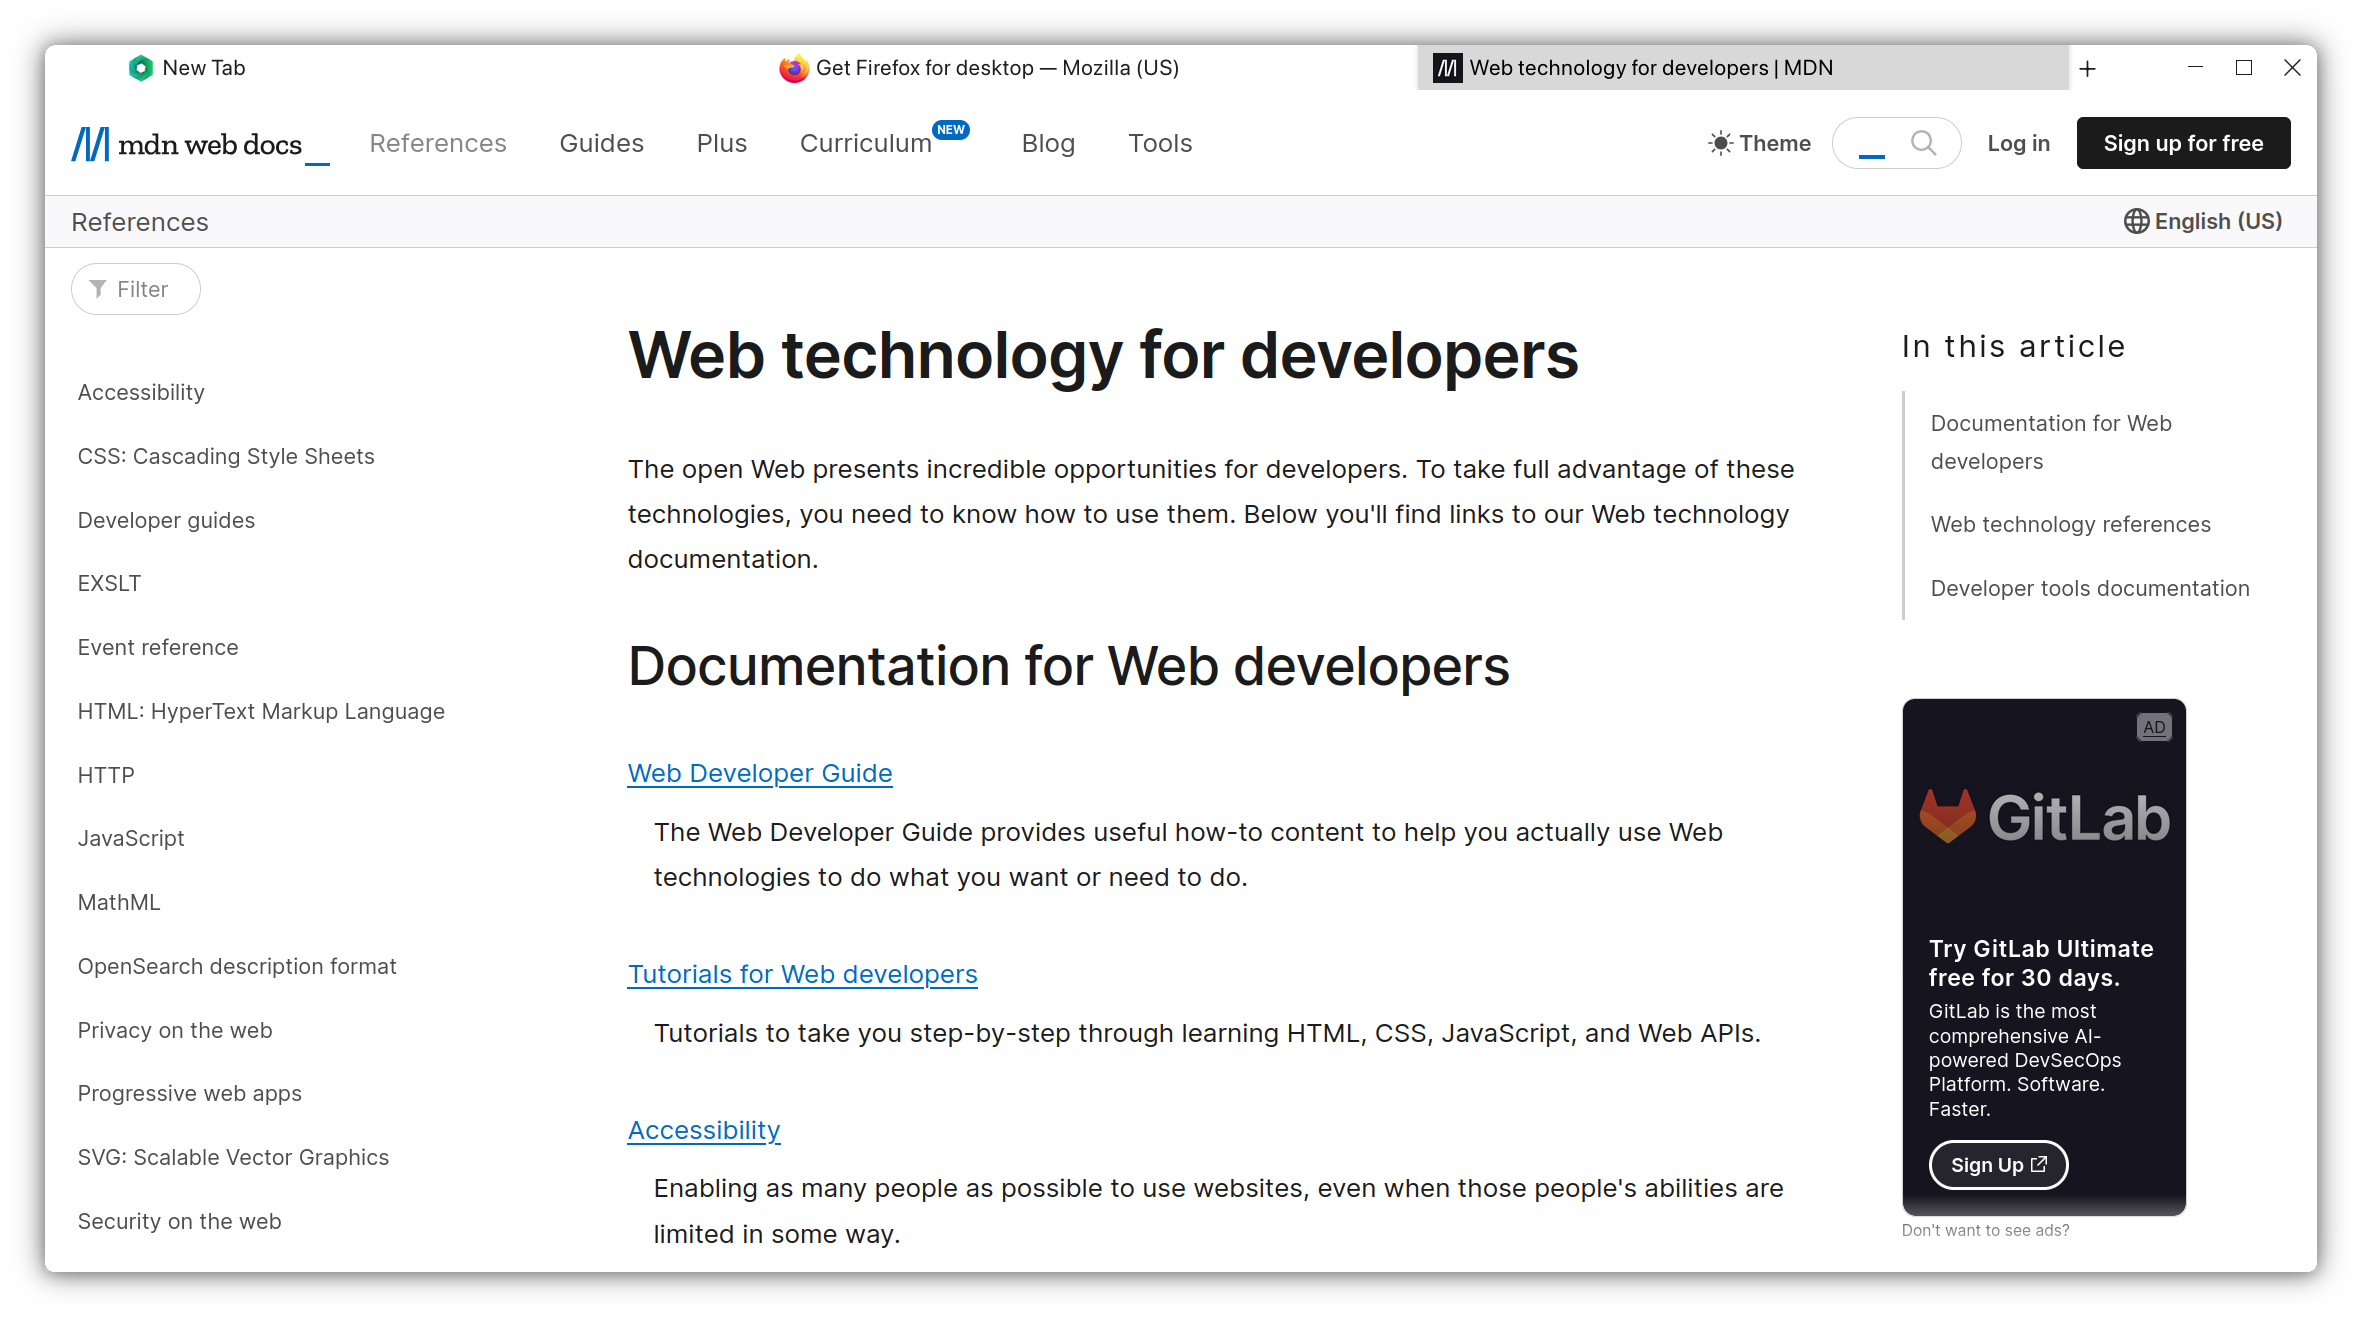 New Tab
Get Firefox for desktop — Mozilla (US)
Web technology for developers | MDN
mdn web docs_
References
Guides
Plus
Curriculum NEW
Blog
Tools
Theme
Log in
Sign up for free
References
English (US)
Filter
Accessibility
CSS: Cascading Style Sheets
Developer guides
EXSLT
Event reference
HTML: HyperText Markup Language
HTTP
JavaScript
MathML
OpenSearch description format
Privacy on the web
Progressive web apps
SVG: Scalable Vector Graphics
Security on the web
Web technology for developers
The open Web presents incredible opportunities for developers. To take full advantage of these
technologies, you need to know how to use them. Below you'll find links to our Web technology
documentation.
Documentation for Web developers
Web Developer Guide
The Web Developer Guide provides useful how-to content to help you actually use Web
technologies to do what you want or need to do.
Tutorials for Web developers
Tutorials to take you step-by-step through learning HTML, CSS, JavaScript, and Web APIs.
Accessibility
Enabling as many people as possible to use websites, even when those people's abilities are
limited in some way.
In this article
Documentation for Web
developers
Web technology references
Developer tools documentation
AD
GitLab
Try GitLab Ultimate
free for 30 days.
GitLab is the most
comprehensive AI-
powered DevSecOps
Platform. Software.
Faster.
Sign Up
Don't want to see ads?